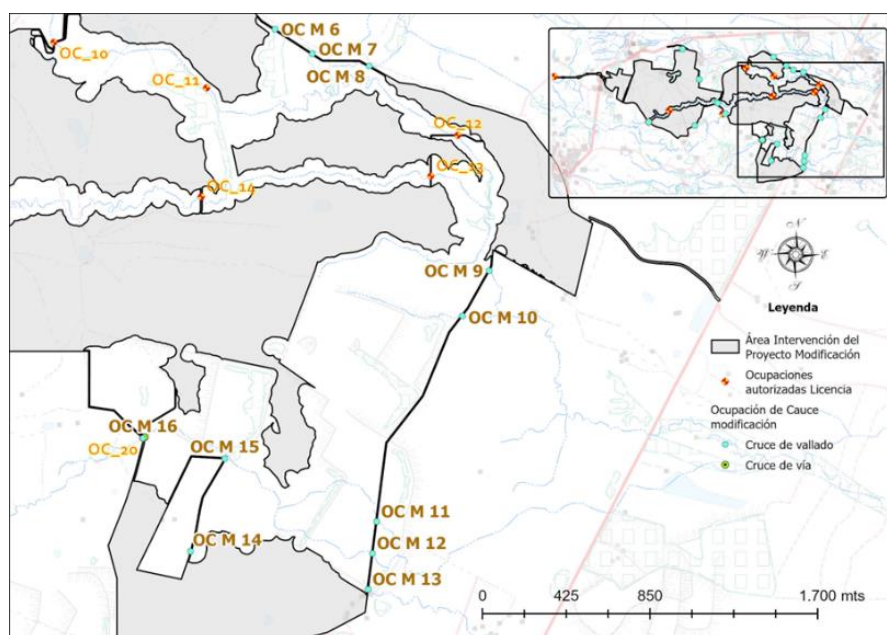 OC M 6
OC_10
OC M 7
OC M 8
OC_11
OC_12
OC_13
OC_14
OC M 9
OC M 10
OC M 16
OC_20
OC M 15
OC M 11
OC M 12
OC M 14
OC M 13
N
W
E
S
Leyenda
Área Intervención del
Proyecto Modificación
Ocupaciones
autorizadas Licencia
Ocupación de Cauce
modificación
Cruce de vallado
Cruce de vía
0 425 850 1.700 mts